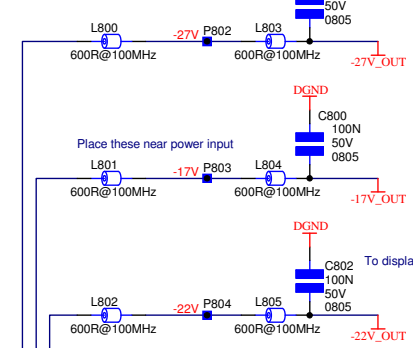 50V
0805
L800
-27V
P802
L803
600R@100MHz
600R@100MHz
-27V_OUT
DGND
C800
100N
50V
0805
Place these near power input
L801
-17V
P803
L804
600R@100MHz
600R@100MHz
-17V_OUT
DGND
C802
100N
50V
0805
To displa
L802
-22V
P804
L805
600R@100MHz
600R@100MHz
-22V_OUT